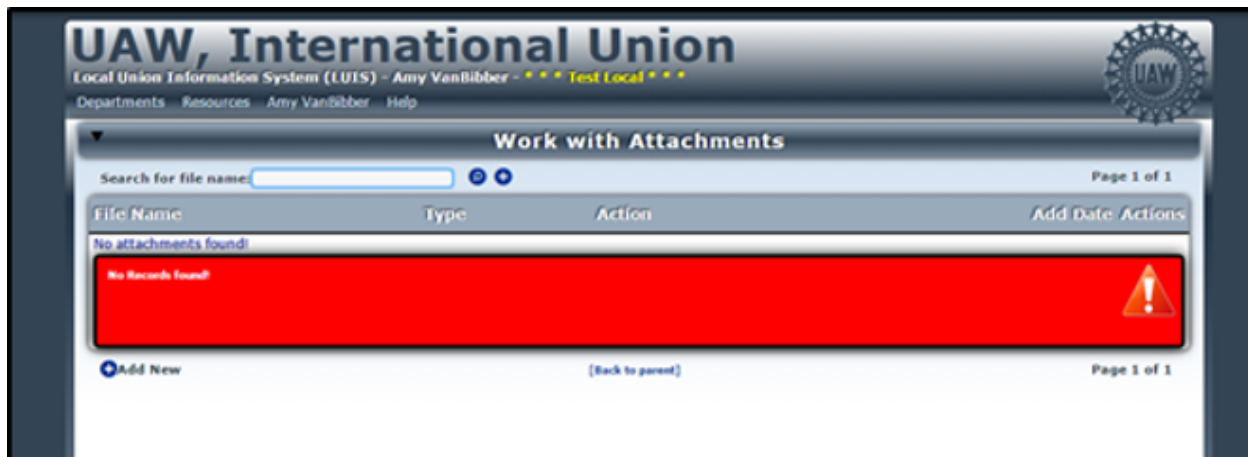 UAW, International Union
Local Union Information System (LUIS) - Amy VanBibber - * * * Test Local * * *
UAW
Departments Resources Amy VanBibber Help
Work with Attachments
Search for file name: Page 1 of 1
File Name Type Action Add Date Actions
No attachments found!
No Records found!
Add New [Back to parent] Page 1 of 1